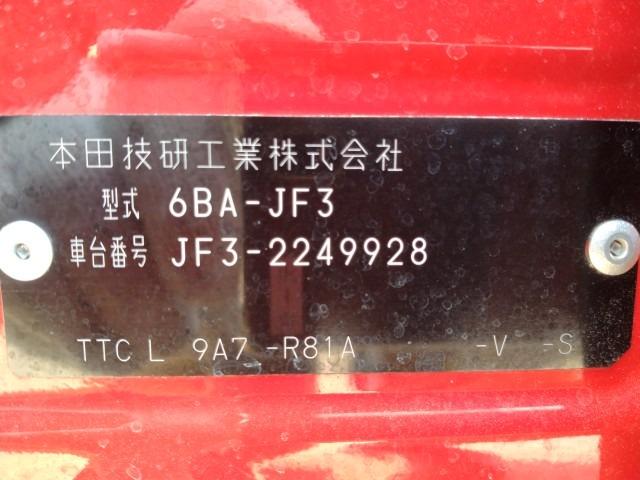 本田技研工業株式会社
型式 6BA-JF3
車台番号 JF3-2249928
TTC L 9A7 -R81A -V -S